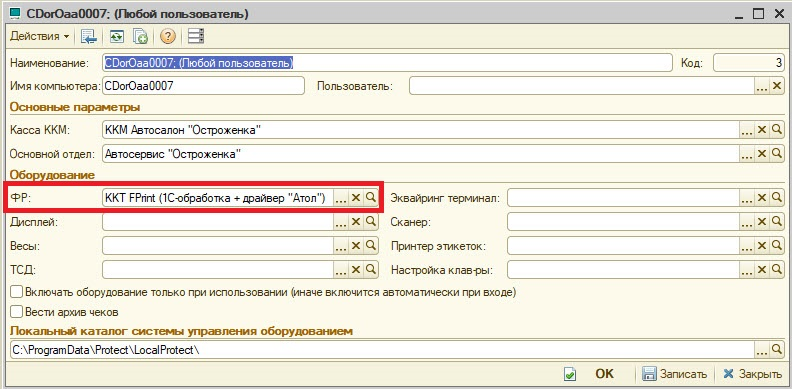 CDorOaa0007; (Любой пользователь)
Действия
Наименование: CDorOaa0007; (Любой пользователь) Код: 3
Имя компьютера: CDorOaa0007 Пользователь: ...
Основные параметры
Касса ККМ: ККМ Автосалон "Остроженка" ...
Основной отдел: Автосервис "Остроженка" ...
Оборудование
ФР: ККТ FPrint (1С-обработка + драйвер "Атол") ... Эквайринг терминал: ...
Дисплей: ... Сканер: ...
Весы: ... Принтер этикеток: ...
ТСД: ... Настройка клав-ры: ...
Включать оборудование только при использовании (иначе включится автоматически при входе)
Вести архив чеков
Локальный каталог системы управления оборудованием
C:\ProgramData\Protect\LocalProtect\ ...
OK Записать Закрыть